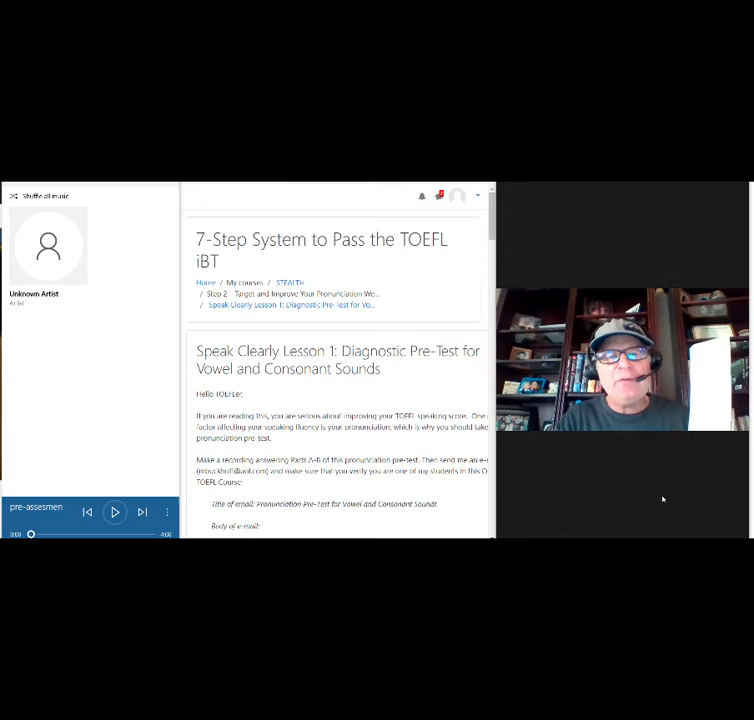 Shuffle all music
Unknown Artist
Artist
pre-assesmen
0:00
4:00
7-Step System to Pass the TOEFL
iBT
Home / My courses / STEALTH
/ Step 2 - Target and Improve Your Pronunciation We...
/ Speak Clearly Lesson 1: Diagnostic Pre-Test for Vo...
Speak Clearly Lesson 1: Diagnostic Pre-Test for
Vowel and Consonant Sounds
Hello TOEFLer,
If you are reading this, you are serious about improving your TOEFL speaking score. One
factor affecting your speaking fluency is your pronunciation, which is why you should take
pronunciation pre-test.
Make a recording answering Parts A-B of this pronunciation pre-test. Then send me an e-
and make sure that you verify you are one of my students in this O
TOEFL Course:
Title of email: Pronunciation Pre-Test for Vowel and Consonant Sounds
Body of e-mail: